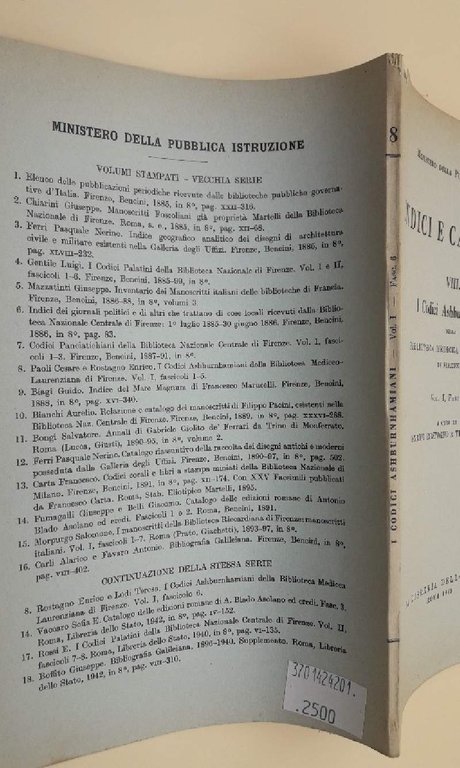 MINISTERO DELLA PUBBLICA ISTRUZIONE
VOLUMI STAMPATI - VECCHIA SERIE
1. Elenco delle pubblicazioni periodiche ricevute dalle biblioteche pubbliche governa-
tive d'Italia. Firenze, Bencini, 1885, in 8°, pag. XXII-316.
2. Chiarini Giuseppe. Manoscritti Foscoliani già proprietà Martelli della Biblioteca
Nazionale di Firenze. Roma, s. e., 1885, in 8°, pag. XII-68.
3. Ferri Pasquale Nerino. Indice geografico analitico dei disegni di architettura
civile e militare esistenti nella Galleria degli Uffizi. Firenze, Bencini, 1885, in 8°,
pag. XLVIII-232.
4. Gentile Luigi. I Codici Palatini della Biblioteca Nazionale di Firenze. Vol. I e II,
fascicoli 1-6. Firenze, Bencini, 1885-99, in 8°.
5. Mazzatinti Giuseppe. Inventario dei Manoscritti italiani delle biblioteche di Francia.
Firenze, Bencini, 1886-88, in 8°, volumi 3.
6. Indici dei giornali politici e di altri che trattano di cose locali ricevuti dalla Biblio-
teca Nazionale Centrale di Firenze: 1° luglio 1885-30 giugno 1886. Firenze, Bencini,
1886, in 8°, pag. 83.
7. Codici Panciatichiani della Biblioteca Nazionale Centrale di Firenze. Vol. I, fasci-
coli 1-3. Firenze, Bencini, 1887-91, in 8°.
8. Paoli Cesare e Rostagno Enrico, I Codici Ashburnhamiani della Biblioteca Mediceo-
Laurenziana di Firenze. Vol. I, fascicoli 1-5.
9. Biagi Guido. Indice del Mare Magnum di Francesco Marucelli. Firenze, Bencini,
1888, in 8°, pag. XVI-340.
10. Bianchi Aurelio. Relazione e catalogo dei manoscritti di Filippo Pacini, esistenti nella
Biblioteca Naz. Centrale di Firenze. Firenze, Bencini, 1889, in 8°, pag. XXXVI-268.
11. Bongi Salvatore. Annali di Gabriele Giolito de' Ferrari da Trino di Monferrato.
Roma (Lucca, Giusti), 1890-95, in 8°, volumi 2.
12. Ferri Pasquale Nerino. Catalogo riassuntivo della raccolta dei disegni antichi e moderni
posseduta dalla Galleria degli Uffizi. Firenze, Bencini, 1890-97, in 8°, pag. 502.
13. Carta Francesco. Codici corali e libri a stampa miniati della Biblioteca Nazionale di
Milano. Firenze, Bencini, 1891, in 8°, pag. XII-174. Con XXV Facsimili pubblicati
da Francesco Carta. Roma, Stab. Eliotipico Martelli, 1895.
14. Fumagalli Giuseppe e Belli Giacomo. Catalogo delle edizioni romane di Antonio
Blado Asolano ed eredi. Fascicoli 1 e 2. Roma, Bencini, 1891.
15. Morpurgo Salomone. I manoscritti della Biblioteca Riccardiana di Firenze: manoscritti
italiani. Vol. I, fascicoli 1-7. Roma (Prato, Giachetti), 1893-97, in 8°.
16. Carli Alarico e Favaro Antonio. Bibliografia Galileiana. Firenze, Bencini, in 8°,
pag. VIII-402.
CONTINUAZIONE DELLA STESSA SERIE
8. Rostagno Enrico e Lodi Teresa. I Codici Ashburnhamiani della Biblioteca Medicea
Laurenziana di Firenze. Vol. I, fascicolo 6.
14. Vaccaro Sofia E. Catalogo delle edizioni romane di A. Blado Asolano ed eredi. Fasc. 3.
Roma, Libreria dello Stato, 1942, in 8°, pag. IV-152.
17. Rossi E. I Codici Palatini della Biblioteca Nazionale Centrale di Firenze. Vol. II,
fascicoli 7-8. Roma, Libreria dello Stato, 1940, in 8°, pag. VI-135.
18. Boffito Giuseppe. Bibliografia Galileiana. 1896-1940. Supplemento. Roma, Libreria
dello Stato, 1942, in 8°, pag. VIII-310.
3701424201.
.2500
8
I CODICI ASHBURNHAMIANI - Vol. I - Fasc. 6
MINISTERO DELLA
INDICI E CA
VIII
I Codici Ashbu
DELLA
VOL. I, FASC
ROMA